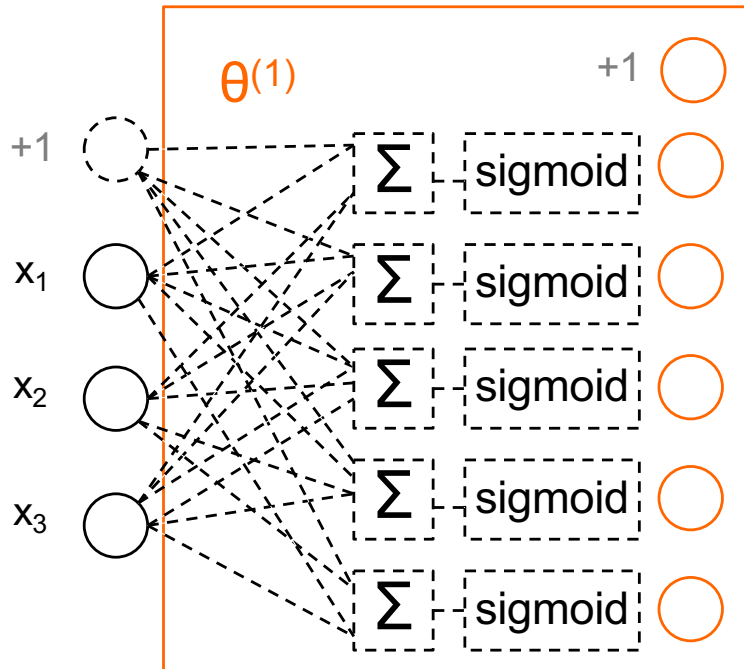 θ(1)
+1
+1
Σ
sigmoid
x1
Σ
sigmoid
x2
Σ
sigmoid
x3
Σ
sigmoid
Σ
sigmoid